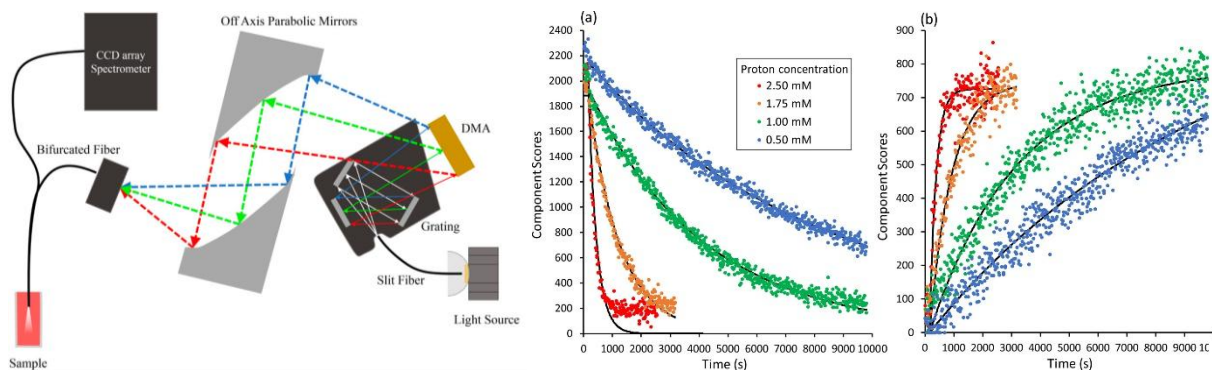 CCD array
Spectrometer
Off Axis Parabolic Mirrors
Bifurcated Fiber
DMA
Grating
Slit Fiber
Light Source
Sample
(a)
Component Scores
2400
2200
2000
1800
1600
1400
1200
1000
800
600
400
200
0
0 1000 2000 3000 4000 5000 6000 7000 8000 9000 10000
Time (s)
Proton concentration
2.50 mM
1.75 mM
1.00 mM
0.50 mM
(b)
Component Scores
900
800
700
600
500
400
300
200
100
0
0 1000 2000 3000 4000 5000 6000 7000 8000 9000 10
Time (s)